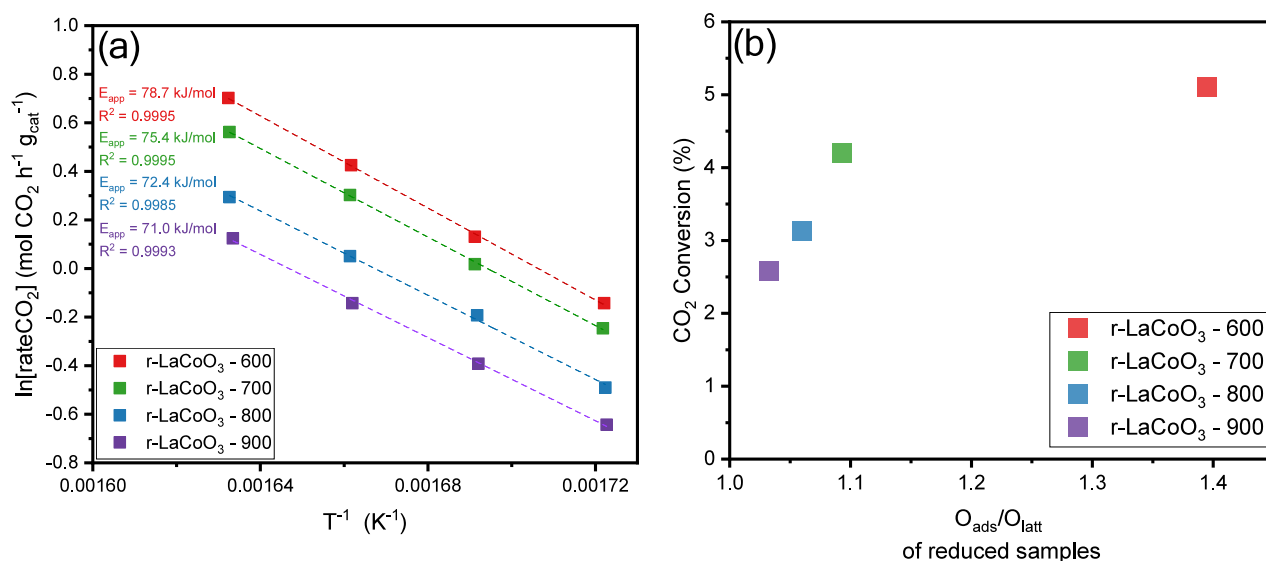 (a)
ln[rateCO₂] (mol CO₂ h⁻¹ g_cat⁻¹)
1.0
0.8
0.6
0.4
0.2
0.0
-0.2
-0.4
-0.6
-0.8
E_app = 78.7 kJ/mol
R² = 0.9995
E_app = 75.4 kJ/mol
R² = 0.9995
E_app = 72.4 kJ/mol
R² = 0.9985
E_app = 71.0 kJ/mol
R² = 0.9993
r-LaCoO₃ - 600
r-LaCoO₃ - 700
r-LaCoO₃ - 800
r-LaCoO₃ - 900
0.00160 0.00164 0.00168 0.00172
T⁻¹ (K⁻¹)
(b)
CO₂ Conversion (%)
6
5
4
3
2
1
0
r-LaCoO₃ - 600
r-LaCoO₃ - 700
r-LaCoO₃ - 800
r-LaCoO₃ - 900
1.0 1.1 1.2 1.3 1.4
O_ads/O_latt
of reduced samples